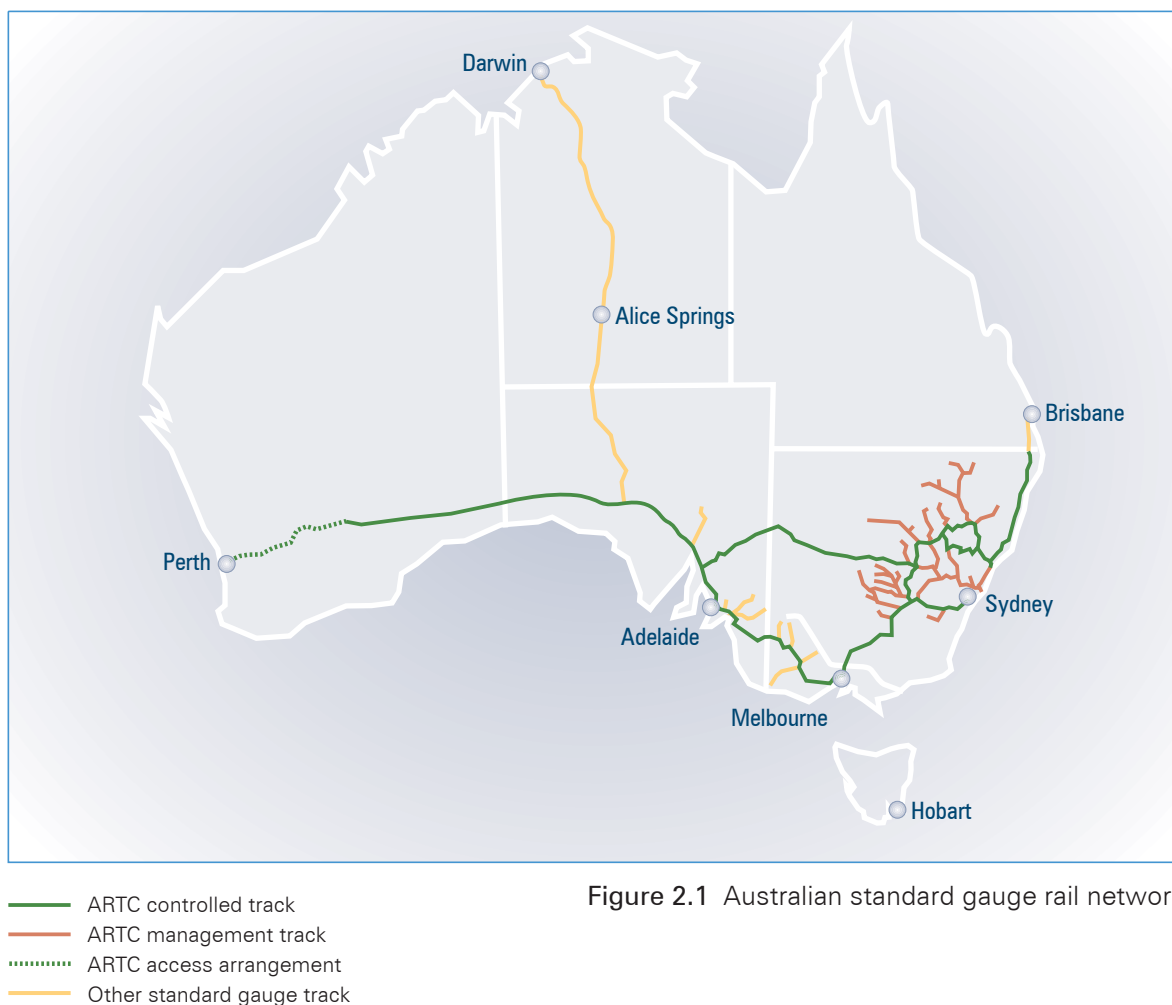 Darwin
Alice Springs
Brisbane
Perth
Sydney
Adelaide
Melbourne
Hobart
Figure 2.1 Australian standard gauge rail networ
ARTC controlled track
ARTC management track
ARTC access arrangement
Other standard gauge track